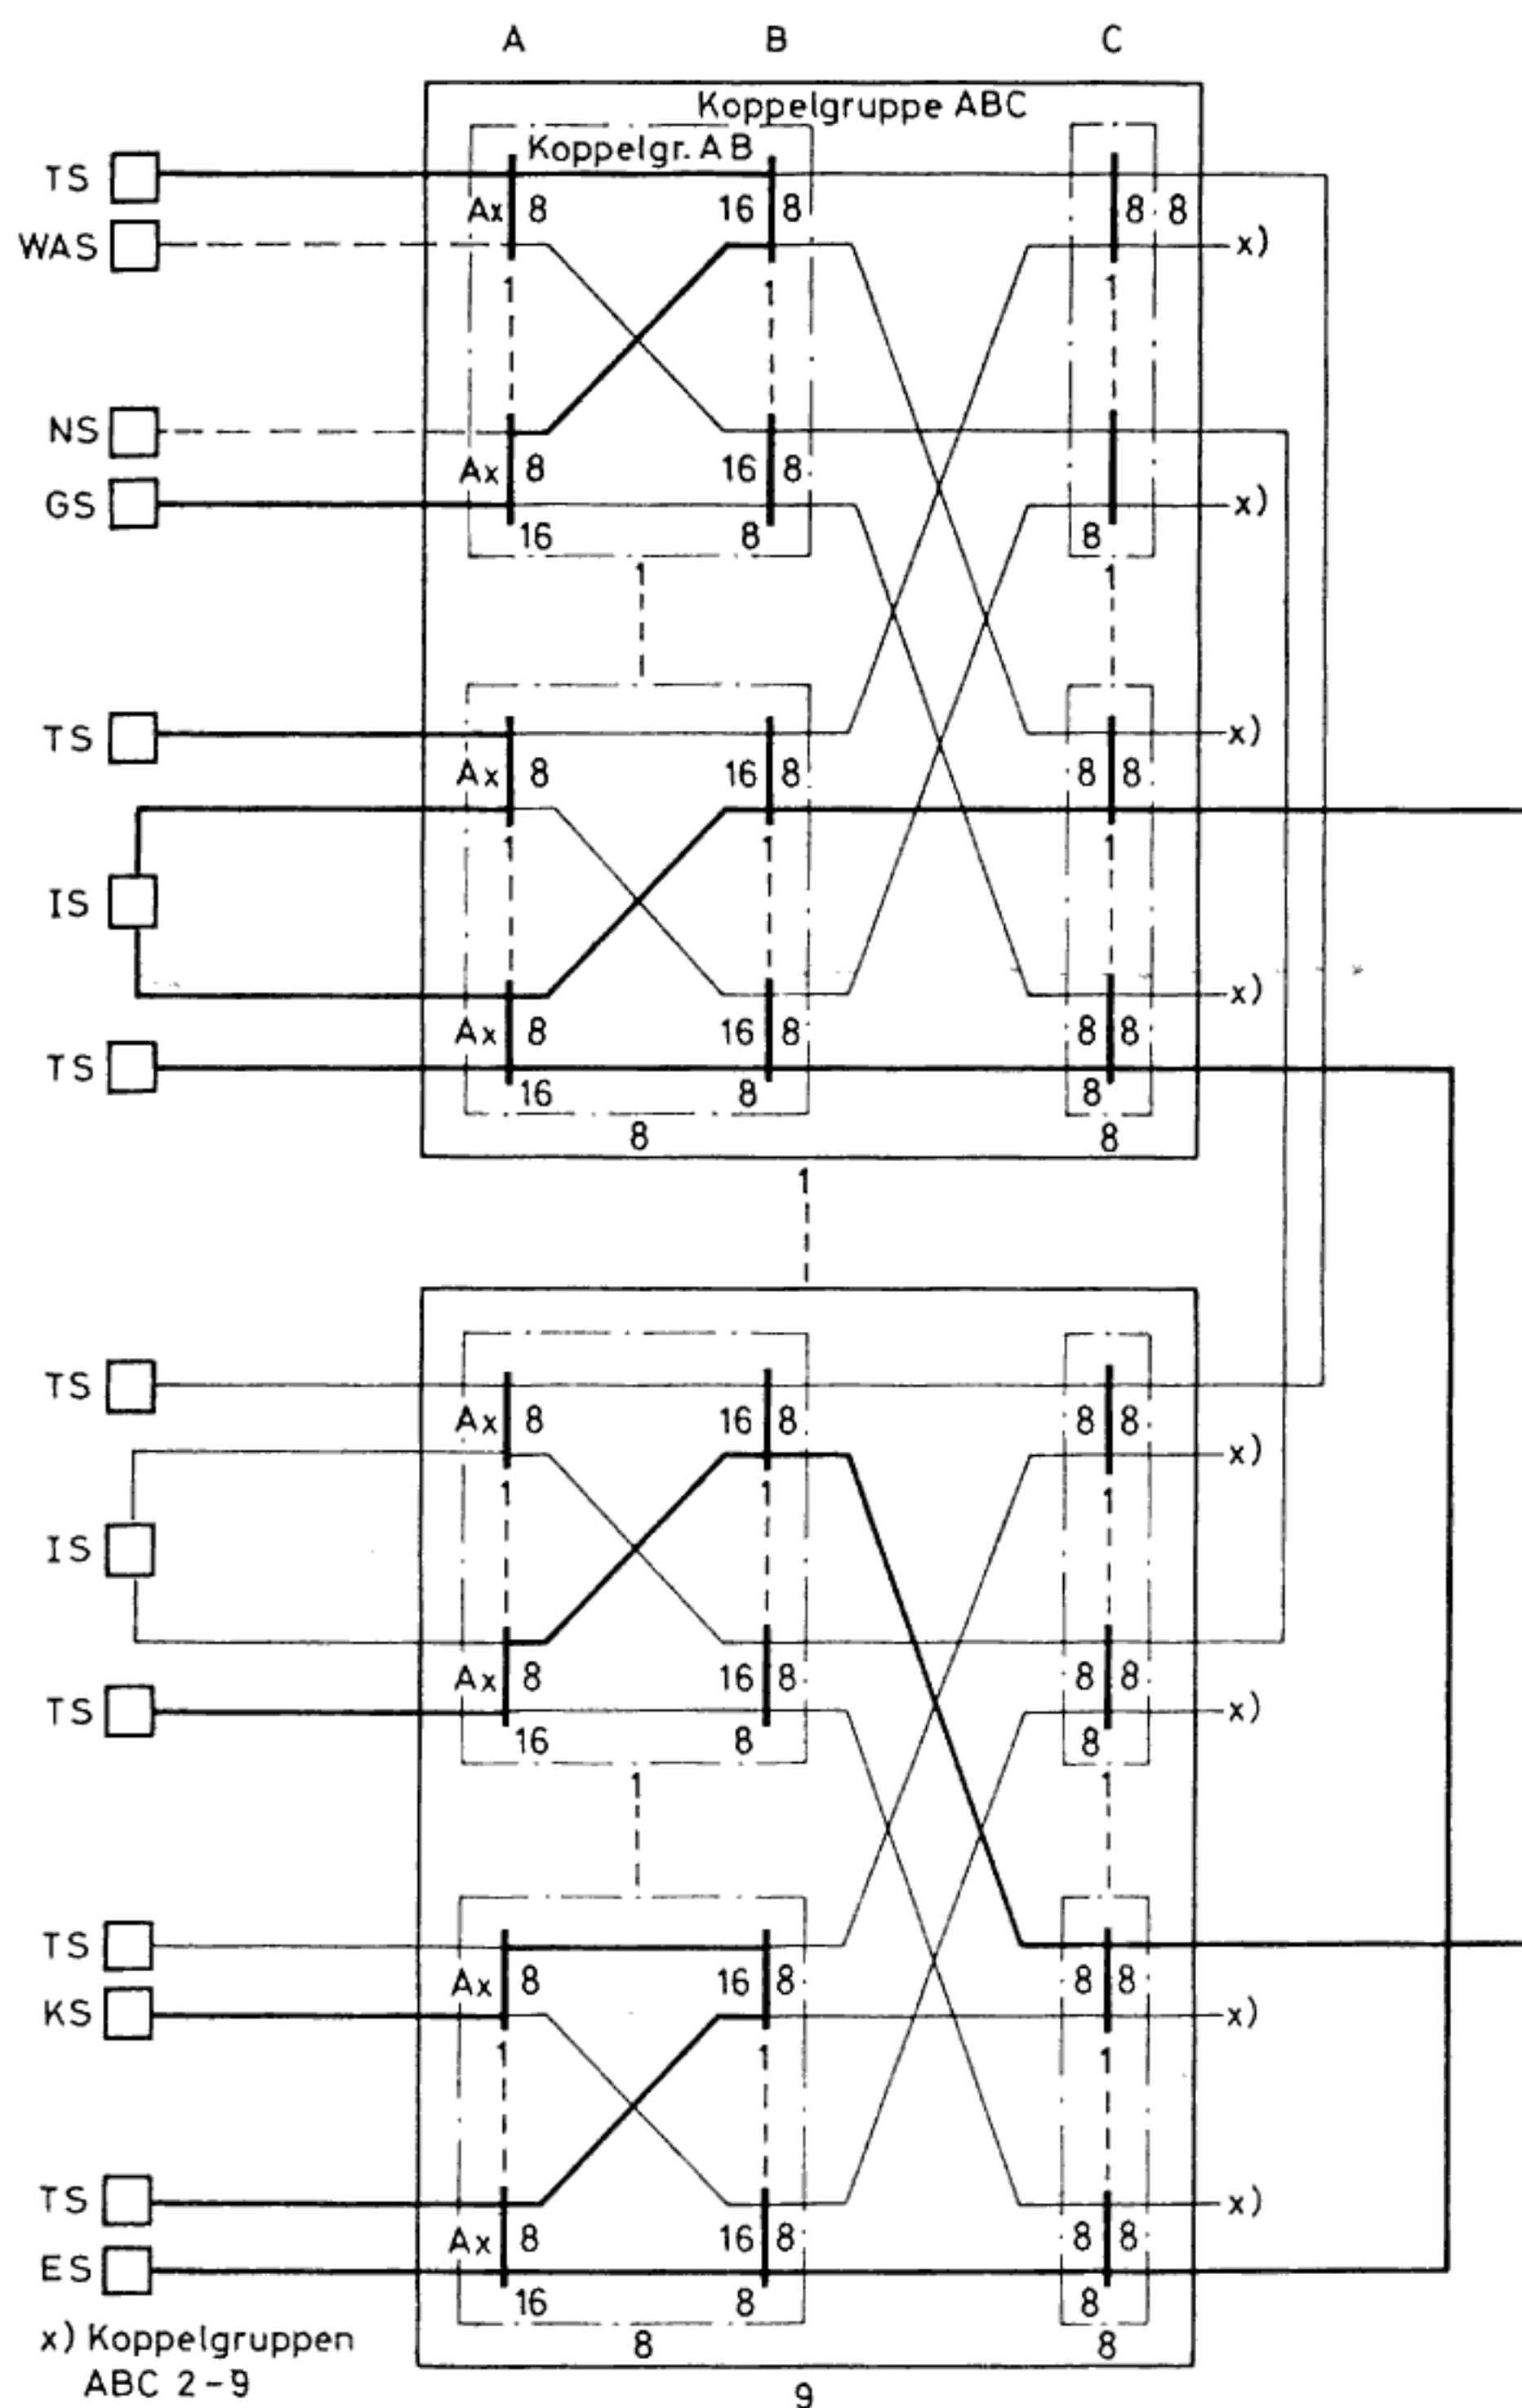 A B C
Koppelgruppe ABC
Koppelgr. AB
TS
Ax 8 16 8 8 8
WAS x)
1 1 1
NS
Ax 8 16 8
GS x)
16 8 8
1 1
TS x)
Ax 8 16 8 8 8
1 1 1
IS
x)
Ax 8 16 8 8 8
TS
16 8 8
8 8
1
TS
Ax 8 16 8 8 8
x)
1 1 1
IS
Ax 8 16 8 8 8
TS x)
16 8 8
1 1
TS
Ax 8 16 8 8 8
KS x)
1 1 1
TS x)
Ax 8 16 8 8 8
ES
16 8 8
x) Koppelgruppen 8 8
ABC 2-9
9